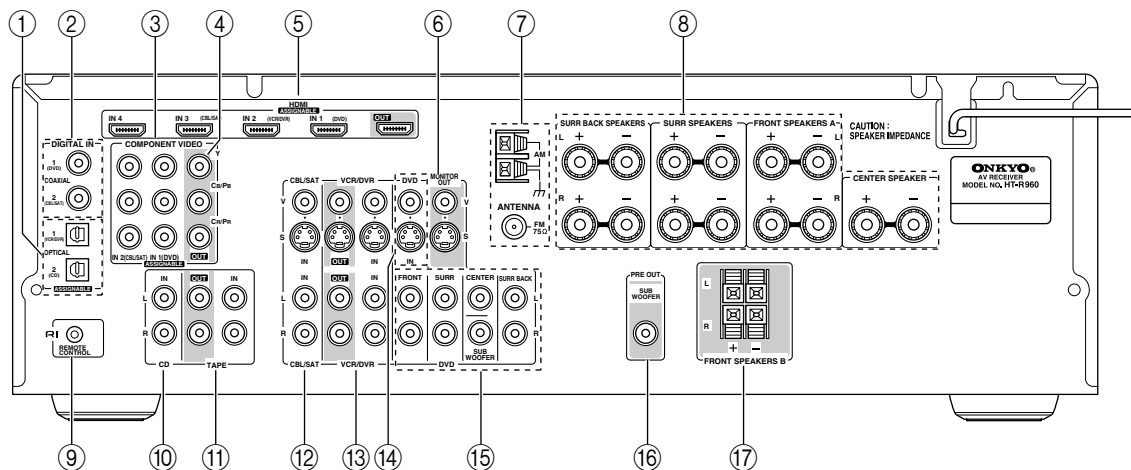 ① ② ③ ④ ⑤ ⑥ ⑦ ⑧
HDMI
ASSIGNABLE
IN 4 IN 3 (CBL/SA IN 2 (VCR/DVR) IN 1 (DVD) OUT
DIGITAL IN
1
(DVD)
COAXIAL
2
(CBL/SAT)
1
(VCR/DVR)
OPTICAL
2
(CD)
ASSIGNABLE
COMPONENT VIDEO
Y
CB/PB
CR/PR
IN 2(CBL/SAT) IN 1(DVD) OUT
ASSIGNABLE
CBL/SAT VCR/DVR DVD MONITOR OUT
V V
S S
IN OUT IN IN
AM
ANTENNA
FM
75Ω
SURR BACK SPEAKERS SURR SPEAKERS FRONT SPEAKERS A
L + − + − + − L
R + − + − + − R
CAUTION :
SPEAKER IMPEDANCE
CENTER SPEAKER
+ −
ONKYO®
AV RECEIVER
MODEL NO. HT-R960
RI
REMOTE
CONTROL
IN OUT IN
L
R
CD TAPE
IN OUT IN FRONT SURR CENTER SURR BACK
L L
R R
SUB
WOOFER
CBL/SAT VCR/DVR DVD
PRE OUT
SUB
WOOFER
L
R
+ −
FRONT SPEAKERS B
⑨ ⑩ ⑪ ⑫ ⑬ ⑭ ⑮ ⑯ ⑰